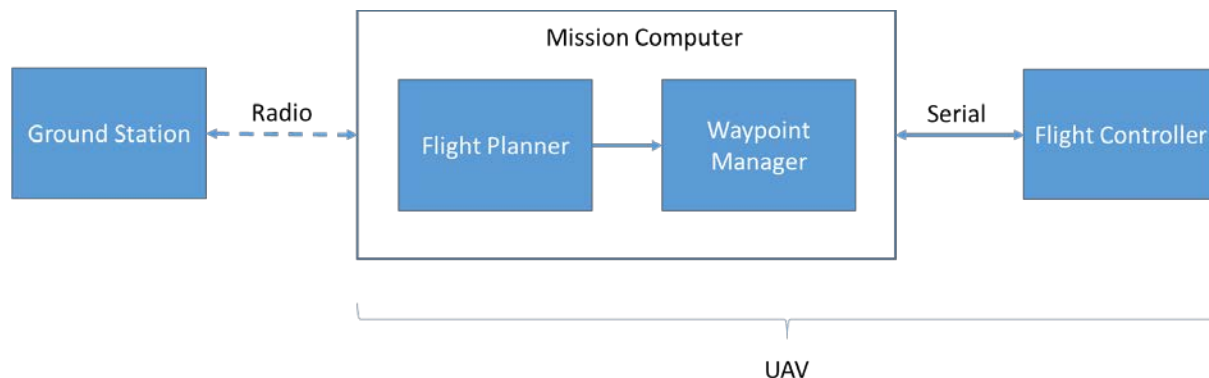 Mission Computer
Ground Station
Radio
Flight Planner
Waypoint
Manager
Serial
Flight Controller
UAV